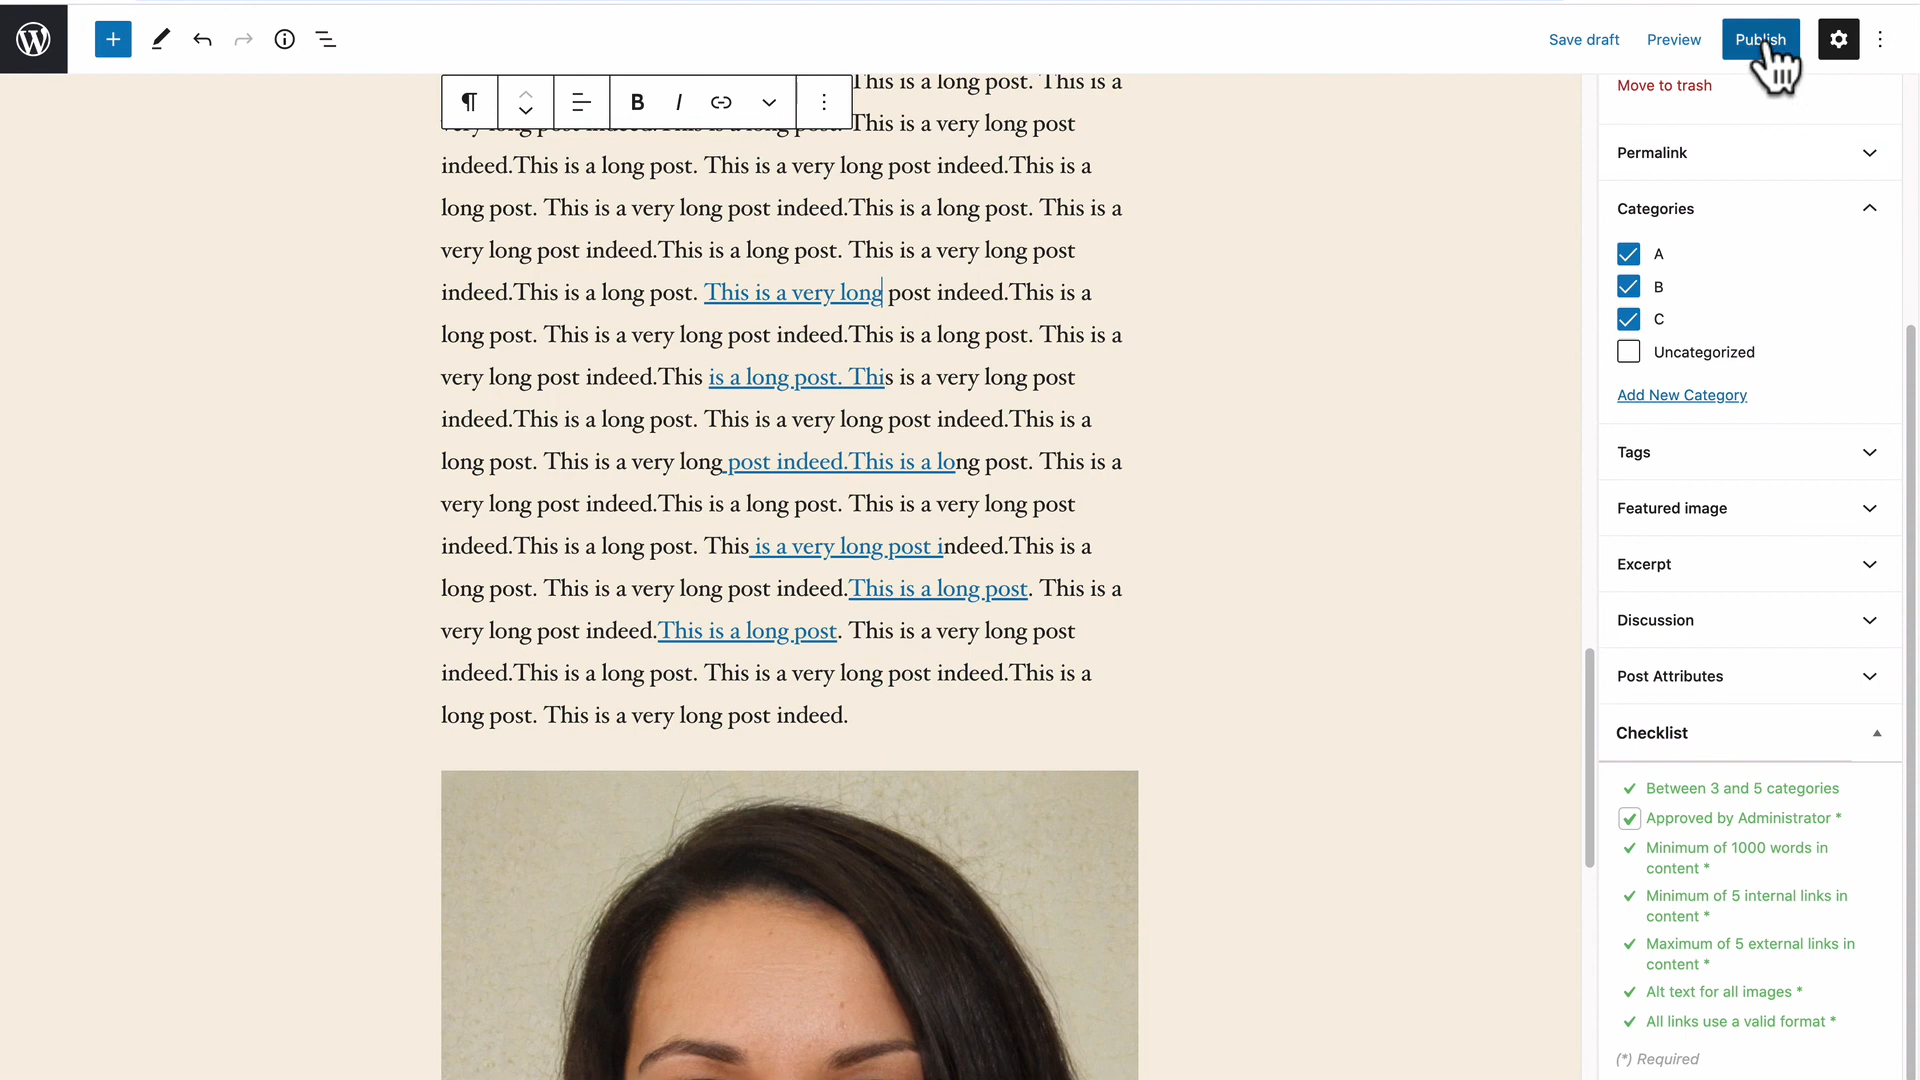 Save draft
Preview
Publish
This is a long post. This is a
very long post indeed.This is a long post. This is a very long post
indeed.This is a long post. This is a very long post indeed.This is a
long post. This is a very long post indeed.This is a long post. This is a
very long post indeed.This is a long post. This is a very long post
indeed.This is a long post. This is a very long post indeed.This is a
long post. This is a very long post indeed.This is a long post. This is a
very long post indeed.This is a long post. This is a very long post
indeed.This is a long post. This is a very long post indeed.This is a
long post. This is a very long post indeed.This is a long post. This is a
very long post indeed.This is a long post. This is a very long post
indeed.This is a long post. This is a very long post indeed.This is a
long post. This is a very long post indeed.This is a long post. This is a
very long post indeed.This is a long post. This is a very long post
indeed.This is a long post. This is a very long post indeed.This is a
long post. This is a very long post indeed.
Move to trash
Permalink
Categories
A
B
C
Uncategorized
Add New Category
Tags
Featured image
Excerpt
Discussion
Post Attributes
Checklist
Between 3 and 5 categories
Approved by Administrator *
Minimum of 1000 words in
content *
Minimum of 5 internal links in
content *
Maximum of 5 external links in
content *
Alt text for all images *
All links use a valid format *
(*) Required